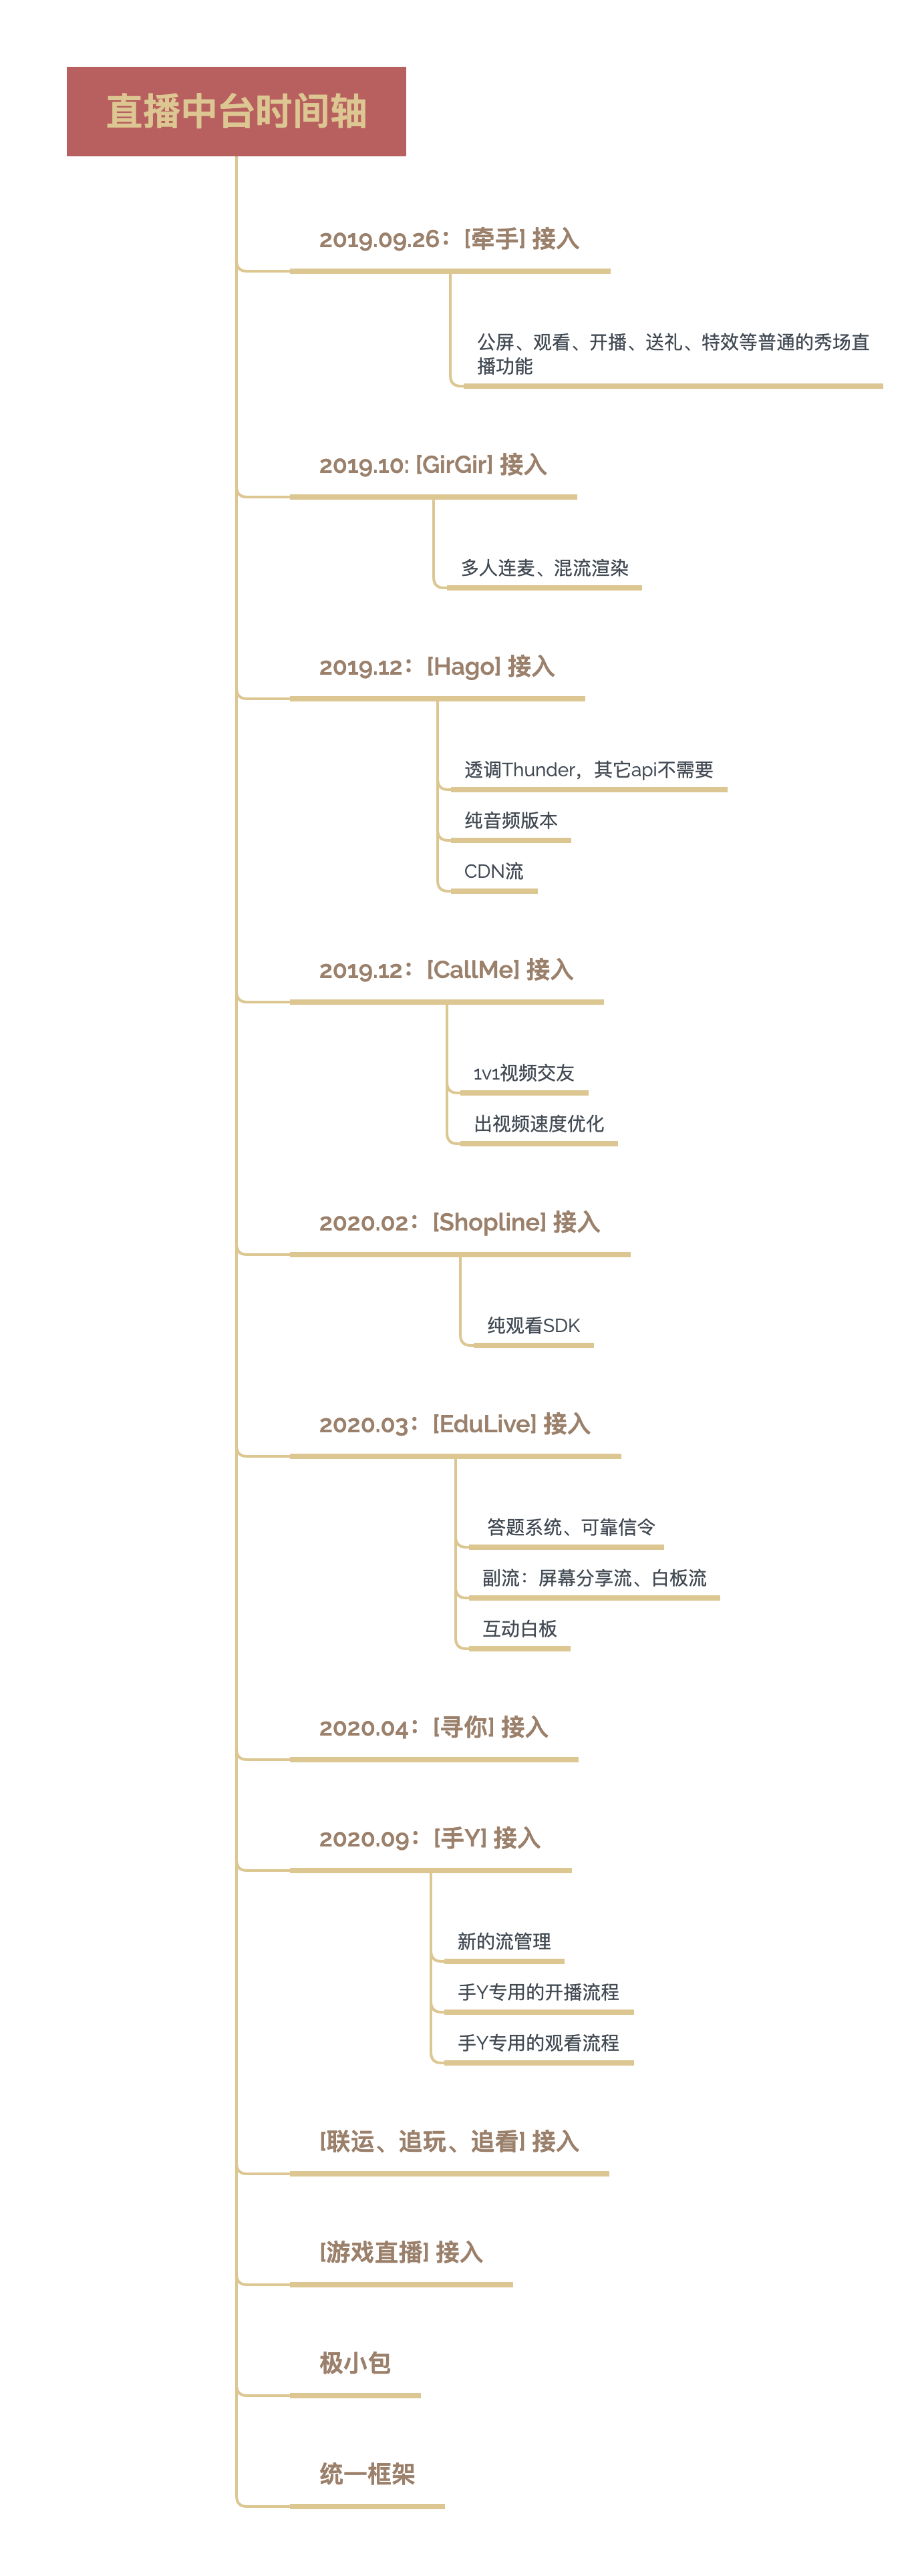 直播中台时间轴
2019.09.26：[牵手] 接入
公屏、观看、开播、送礼、特效等普通的秀场直
播功能
2019.10: [GirGir] 接入
多人连麦、混流渲染
2019.12：[Hago] 接入
透调Thunder，其它api不需要
纯音频版本
CDN流
2019.12：[CallMe] 接入
1v1视频交友
出视频速度优化
2020.02：[Shopline] 接入
纯观看SDK
2020.03：[EduLive] 接入
答题系统、可靠信令
副流：屏幕分享流、白板流
互动白板
2020.04：[寻你] 接入
2020.09：[手Y] 接入
新的流管理
手Y专用的开播流程
手Y专用的观看流程
[联运、追玩、追看] 接入
[游戏直播] 接入
极小包
统一框架